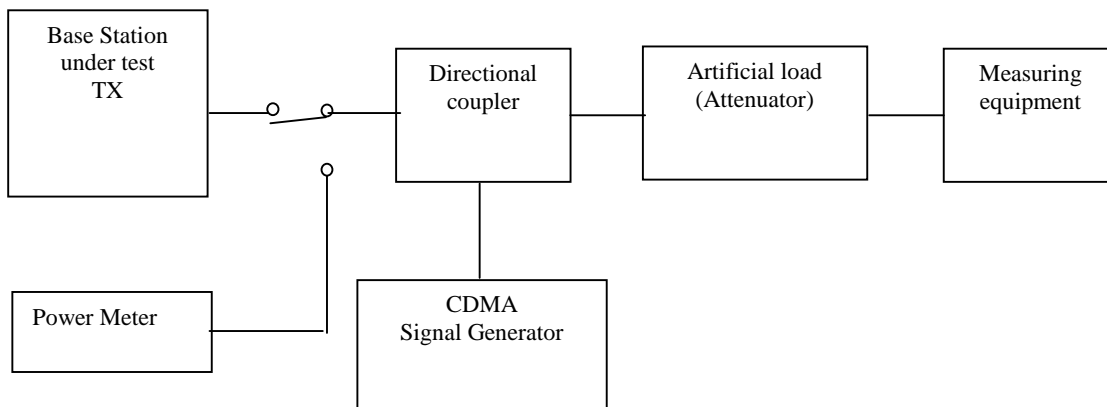 Base Station
under test
TX
Directional
coupler
Artificial load
(Attenuator)
Measuring
equipment
Power Meter
CDMA
Signal Generator